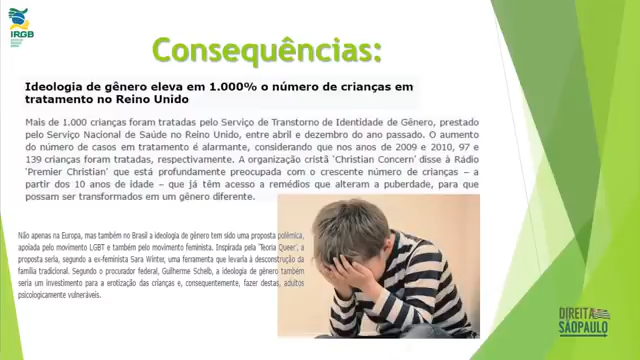 IRGB
Consequências:
Ideologia de gênero eleva em 1.000% o número de crianças em
tratamento no Reino Unido
Mais de 1.000 crianças foram tratadas pelo Serviço de Transtorno de Identidade de Gênero, prestado
pelo Serviço Nacional de Saúde no Reino Unido, entre abril e dezembro do ano passado. O aumento
do número de casos em tratamento é alarmante, considerando que nos anos de 2009 e 2010, 97 e
139 crianças foram tratadas, respectivamente. A organização cristã 'Christian Concern' disse à Rádio
'Premier Christian' que está profundamente preocupada com o crescente número de crianças – a
partir dos 10 anos de idade – que já têm acesso a remédios que alteram a puberdade, para que
possam ser transformados em um gênero diferente.
Não apenas na Europa, mas também no Brasil a ideologia de gênero tem sido uma proposta polêmica,
apoiada pelo movimento LGBT e também pelo movimento feminista. Inspirada pela 'Teoria Queer', a
proposta seria, segundo a ex-feminista Sara Winter, uma ferramenta que levaria à desconstrução da
família tradicional. Segundo o procurador federal, Guilherme Schelb, a ideologia de gênero também
seria um investimento para a erotização das crianças e, consequentemente, fazer destas, adultos
psicologicamente vulneráveis.
DIREITA
SÃOPAULO